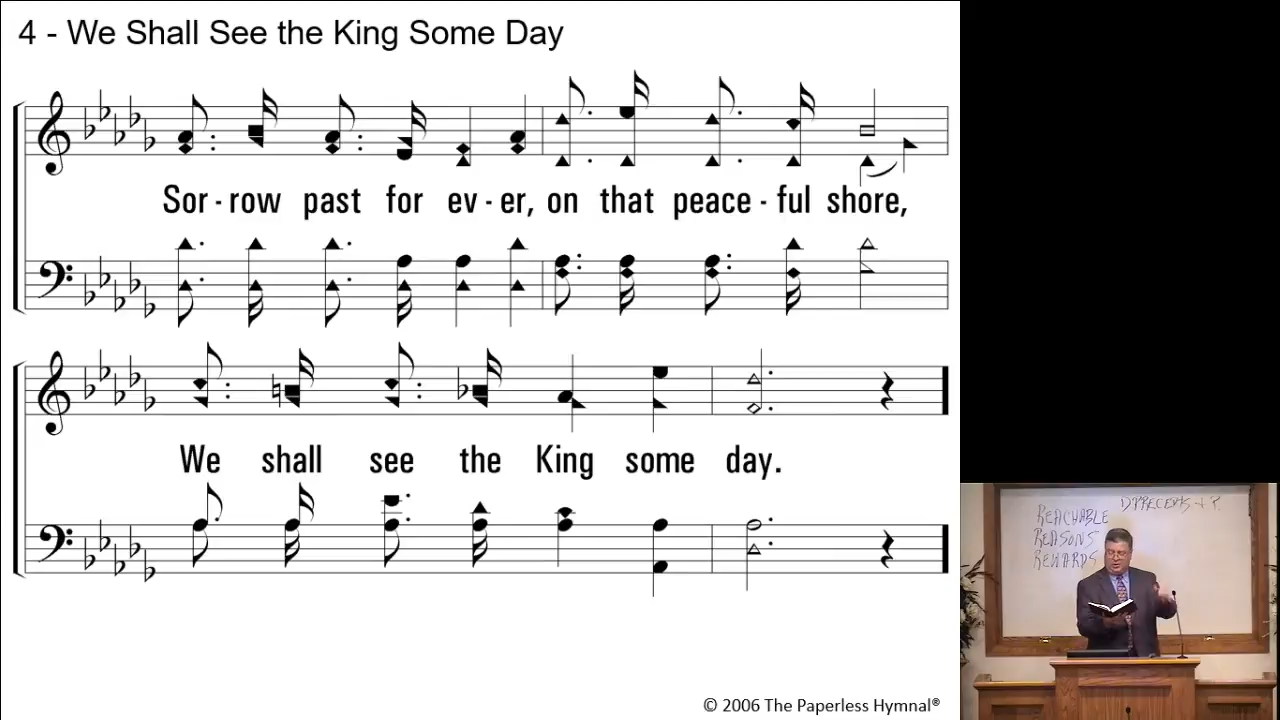 4 - We Shall See the King Some Day
Sor - row past for ev - er, on that peace - ful shore,
We shall see the King some day.
© 2006 The Paperless Hymnal®
REACHABLE
REASONS
REWARDS